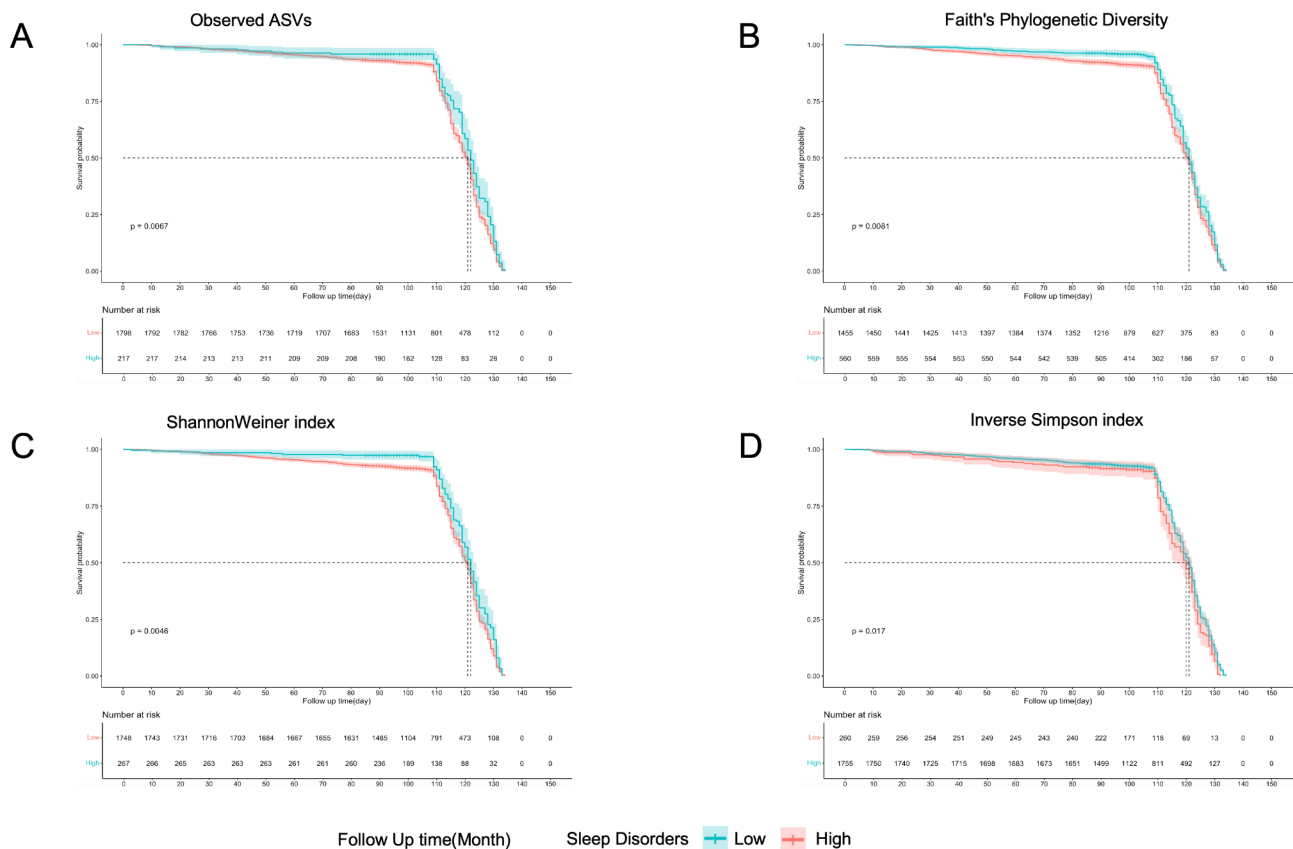 A
Observed ASVs
1.00
0.75
0.50
0.25
0.00
Survival probability
p = 0.0067
0 10 20 30 40 50 60 70 80 90 100 110 120 130 140 150
Follow up time(day)
Number at risk
Low 1798 1792 1782 1766 1753 1736 1719 1707 1683 1531 1131 801 478 112 0 0
High 217 217 214 213 213 211 209 209 208 190 162 128 83 28 0 0
0 10 20 30 40 50 60 70 80 90 100 110 120 130 140 150
B
Faith's Phylogenetic Diversity
1.00
0.75
0.50
0.25
0.00
Survival probability
p = 0.0081
0 10 20 30 40 50 60 70 80 90 100 110 120 130 140 150
Follow up time(day)
Number at risk
Low 1455 1450 1441 1425 1413 1397 1384 1374 1352 1216 879 627 375 83 0 0
High 560 559 555 554 553 550 544 542 539 505 414 302 186 57 0 0
0 10 20 30 40 50 60 70 80 90 100 110 120 130 140 150
C
ShannonWeiner index
1.00
0.75
0.50
0.25
0.00
Survival probability
p = 0.0046
0 10 20 30 40 50 60 70 80 90 100 110 120 130 140 150
Follow up time(day)
Number at risk
Low 1748 1743 1731 1716 1703 1684 1667 1655 1631 1485 1104 791 473 108 0 0
High 267 266 265 263 263 263 261 261 260 236 189 138 88 32 0 0
0 10 20 30 40 50 60 70 80 90 100 110 120 130 140 150
D
Inverse Simpson index
1.00
0.75
0.50
0.25
0.00
Survival probability
p = 0.017
0 10 20 30 40 50 60 70 80 90 100 110 120 130 140 150
Follow up time(day)
Number at risk
Low 260 259 256 254 251 249 245 243 240 222 171 118 69 13 0 0
High 1755 1750 1740 1725 1715 1698 1683 1673 1651 1499 1122 811 492 127 0 0
0 10 20 30 40 50 60 70 80 90 100 110 120 130 140 150
Follow Up time(Month) Sleep Disorders Low High